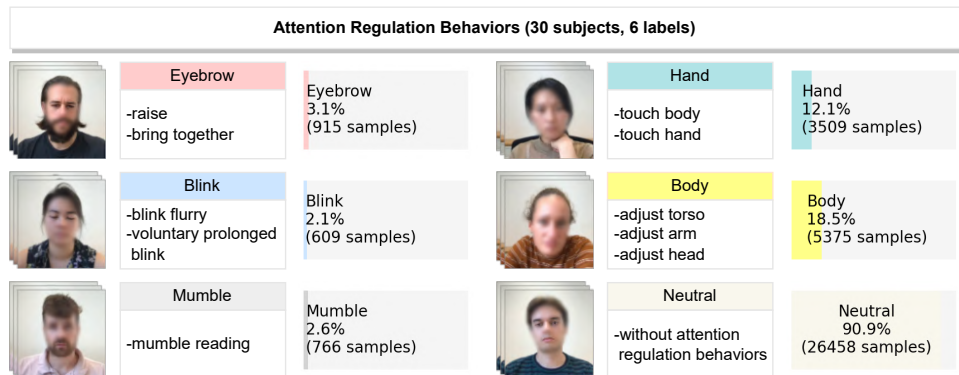 Attention Regulation Behaviors (30 subjects, 6 labels)
Eyebrow
-raise
-bring together
Eyebrow
3.1%
(915 samples)
Hand
-touch body
-touch hand
Hand
12.1%
(3509 samples)
Blink
-blink flurry
-voluntary prolonged
blink
Blink
2.1%
(609 samples)
Body
-adjust torso
-adjust arm
-adjust head
Body
18.5%
(5375 samples)
Mumble
-mumble reading
Mumble
2.6%
(766 samples)
Neutral
-without attention
regulation behaviors
Neutral
90.9%
(26458 samples)